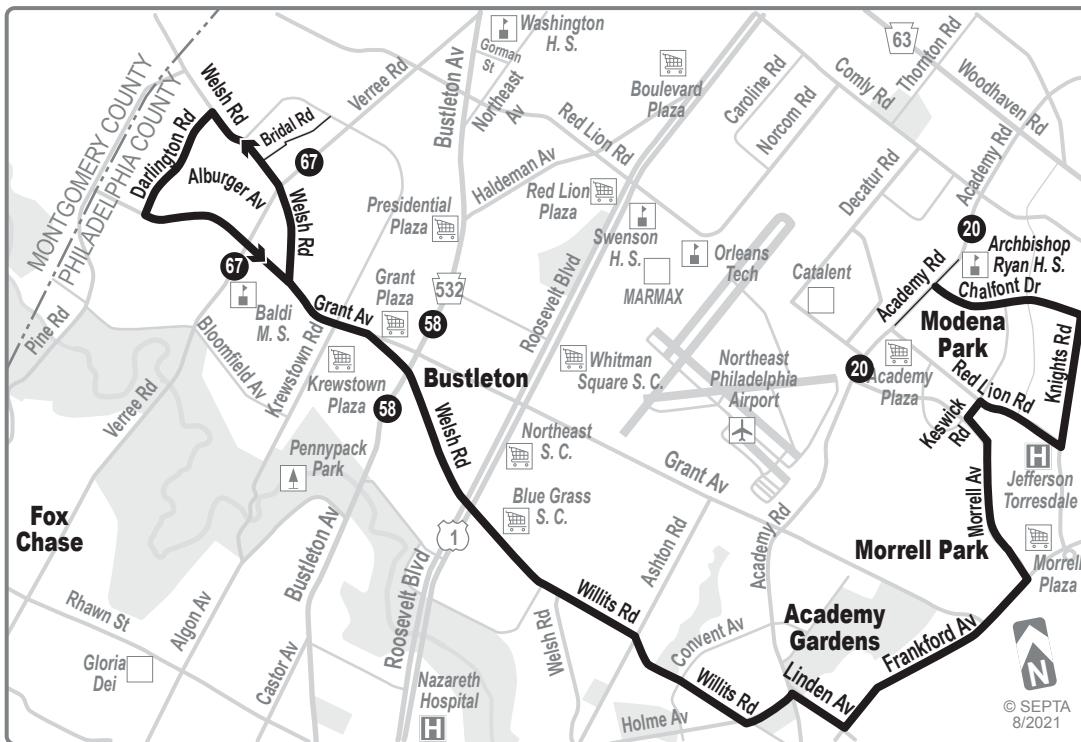 Washington
H. S.
63
Thornton Rd
Woodhaven Rd
Comly Rd
Gorman
St
Northeast
Av
Bustleton Av
Verree Rd
Boulevard
Plaza
Caroline Rd
Norcom Rd
Red Lion Rd
MONTGOMERY COUNTY
PHILADELPHIA COUNTY
Welsh Rd
Bridal Rd
Darlington Rd
Alburger Av
67
Welsh Rd
Haldeman Av
Decatur Rd
Academy Rd
Presidential
Plaza
Red Lion
Plaza
Swenson
H. S.
MARMAX
Orleans
Tech
Roosevelt Blvd
Catalent
20
Archbishop
Ryan H. S.
Chalfont Dr
Academy Rd
67
Baldi
M. S.
Grant
Plaza
532
58
Grant Av
Pine Rd
Bloomfield Av
Krewstown Rd
Krewstown
Plaza
58
Bustleton
Whitman
Square S. C.
Northeast
Philadelphia
Airport
20
Academy
Plaza
Modena
Park
Red Lion Rd
Knights Rd
Keswick
Rd
Verree Rd
Pennypack
Park
Welsh Rd
Northeast
S. C.
Grant Av
Blue Grass
S. C.
Jefferson
Torresdale
H
Morrell Av
Fox
Chase
Bustleton Av
1
Roosevelt Blvd
Ashton Rd
Academy Rd
Morrell Park
Morrell
Plaza
Rhawn St
Algon Av
Willits Rd
Welsh Rd
Convent Av
Academy
Gardens
Frankford Av
Gloria
Dei
Castor Av
Nazareth
Hospital
H
Willits Rd
Linden Av
Holme Av
N
© SEPTA
8/2021